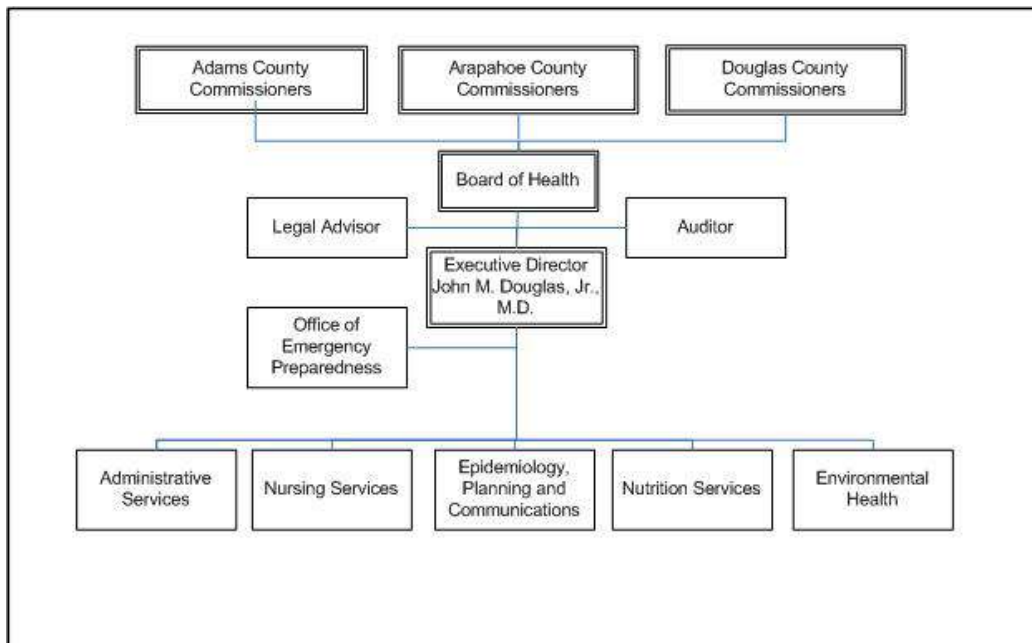 Adams County
Commissioners
Arapahoe County
Commissioners
Douglas County
Commissioners
Board of Health
Legal Advisor
Auditor
Executive Director
John M. Douglas, Jr.,
M.D.
Office of
Emergency
Preparedness
Administrative
Services
Nursing Services
Epidemiology,
Planning and
Communications
Nutrition Services
Environmental
Health